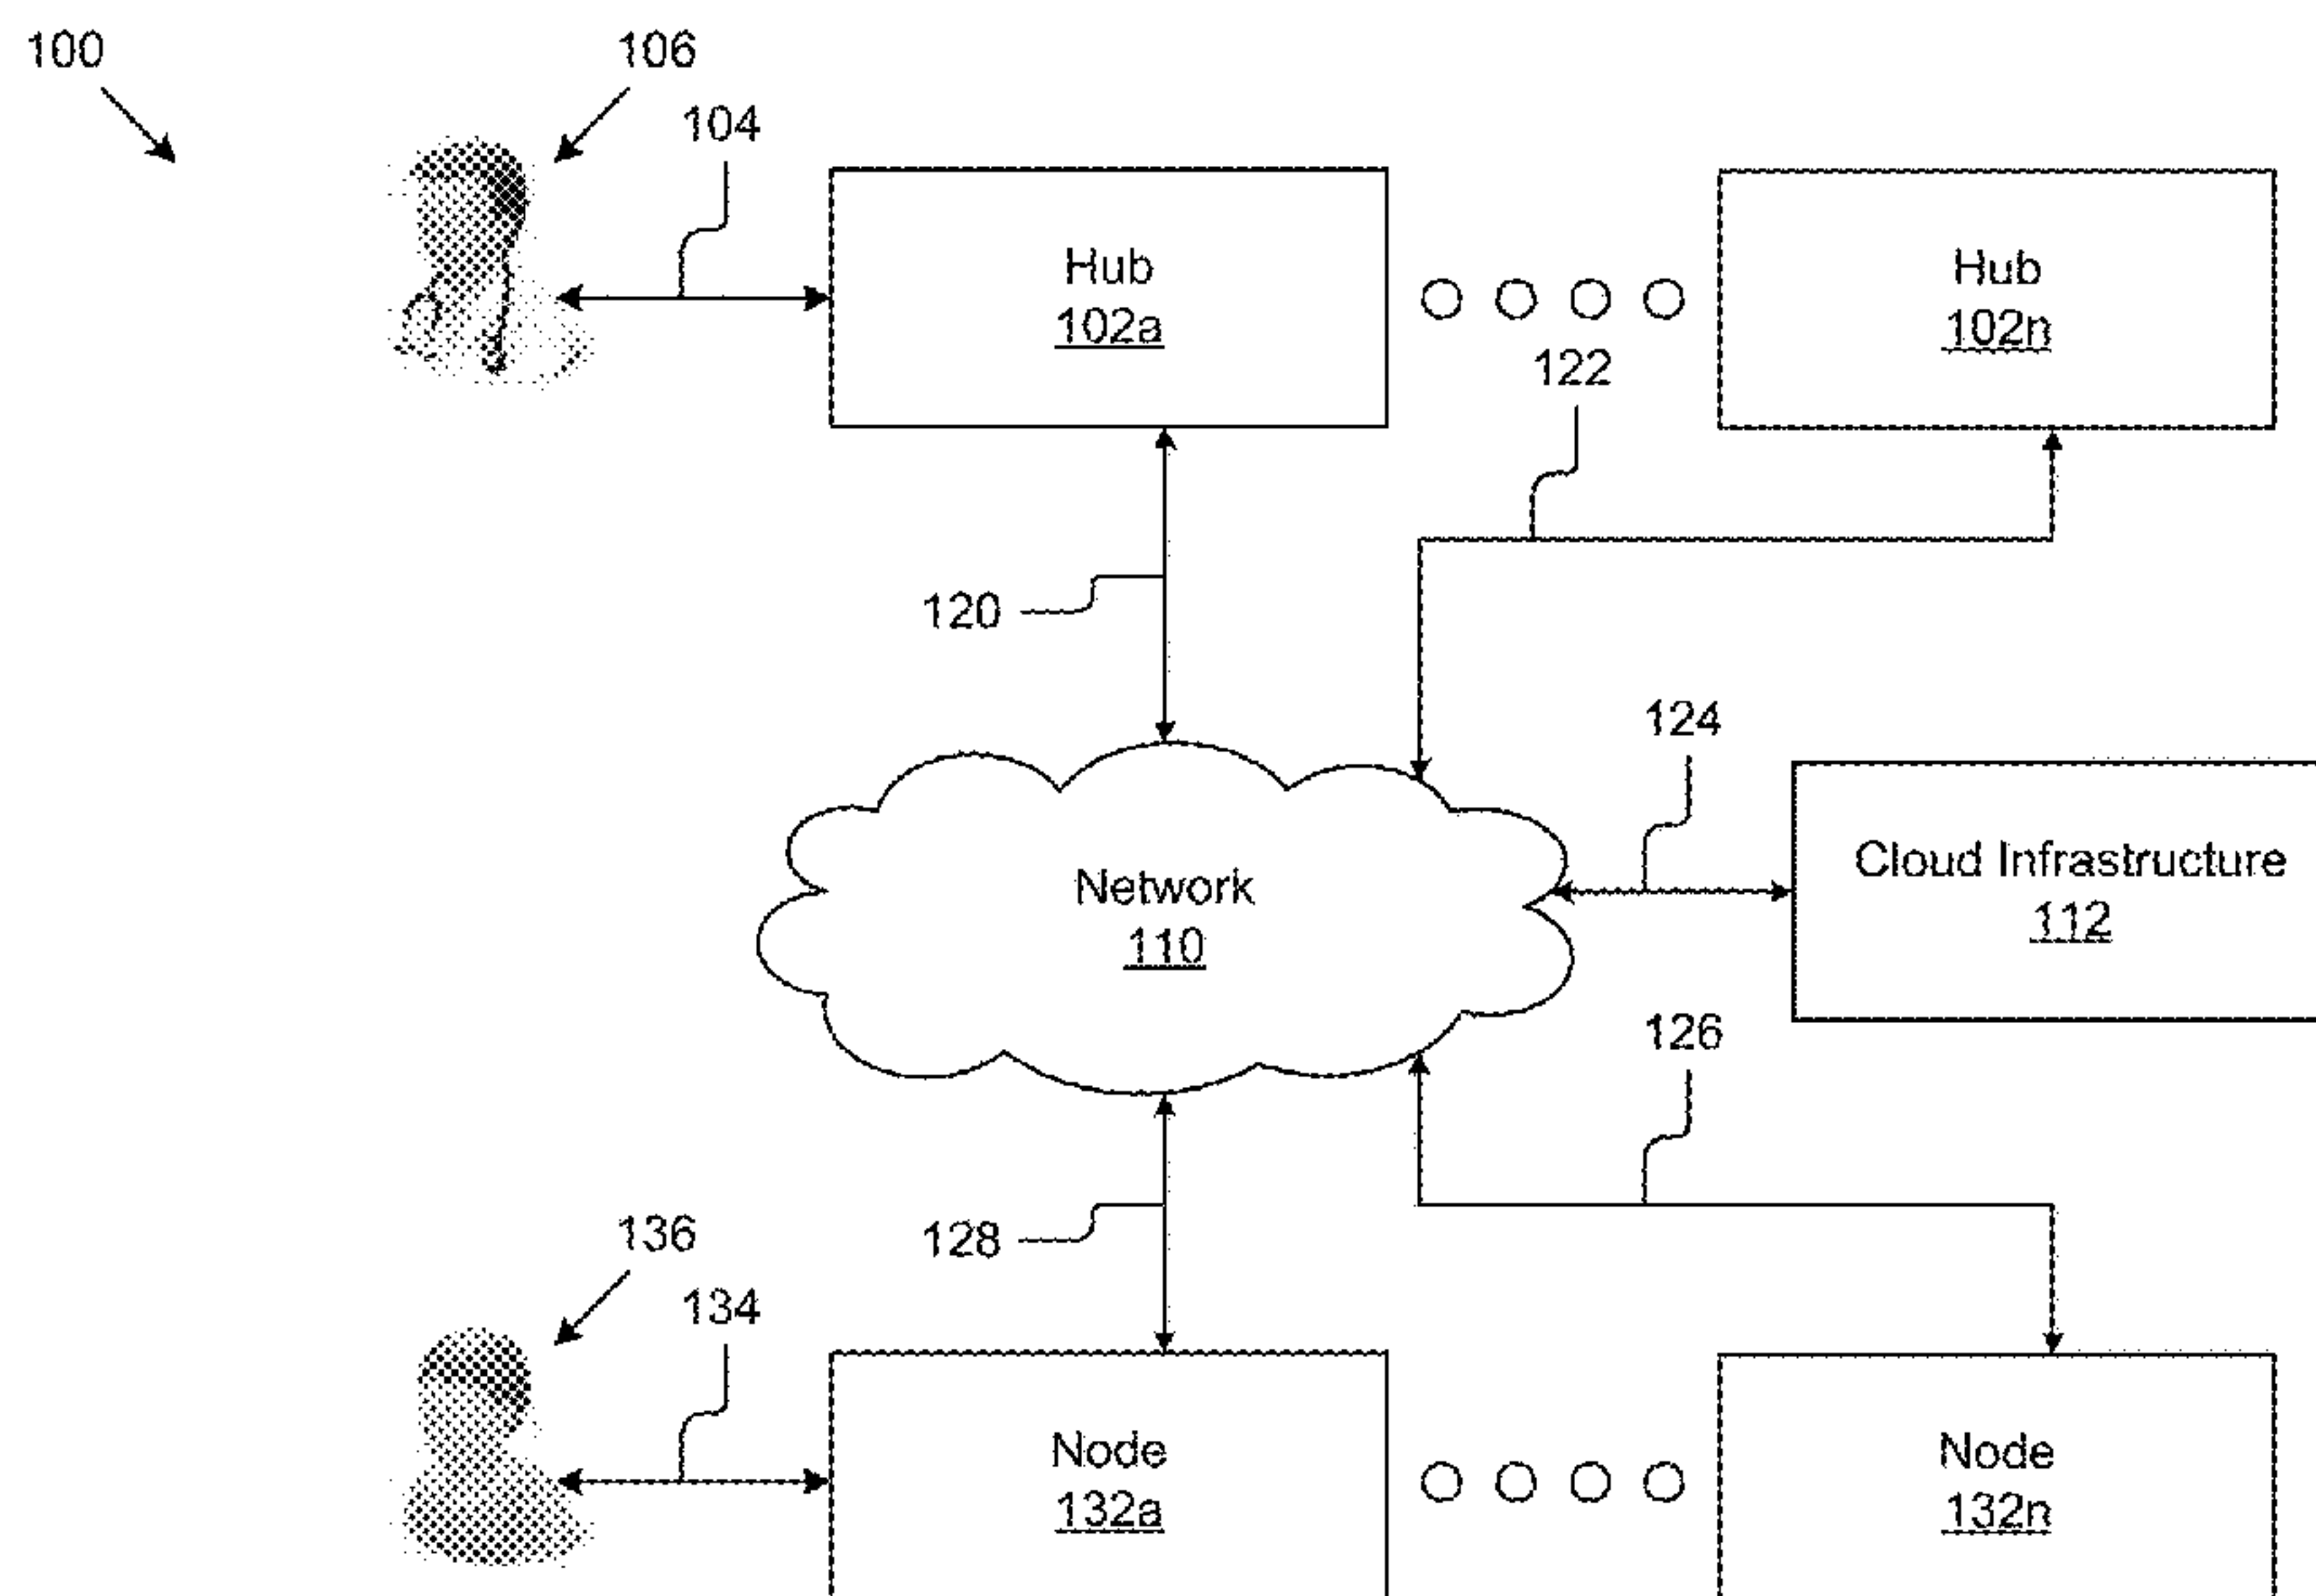 100
106
104
Hub
102a
Hub
102n
122
120
124
Network
110
Cloud Infrastructure
112
126
128
136
134
Node
132a
Node
132n